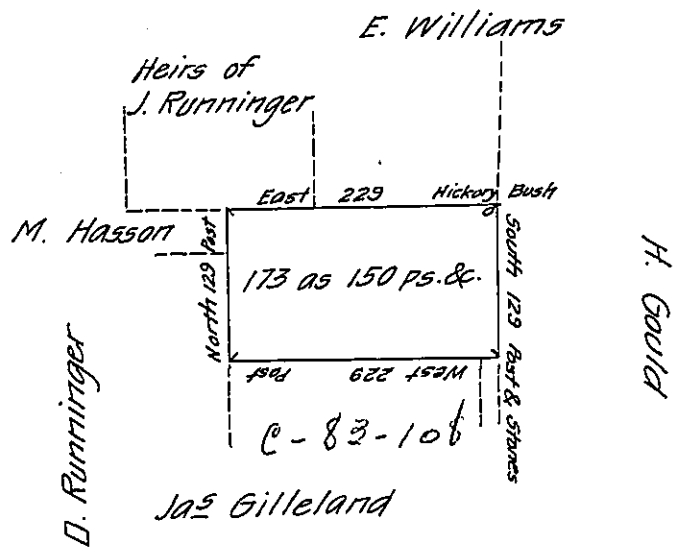 E. Williams
Heirs of
J. Runninger
East 229 Hickory Bush
M. Hasson
North 129 Post
173 as 150 ps. &c.
South 129 Post & Stones
H. Gould
West 229 Post
C-83-108
D. Runninger
Jas Gilleland